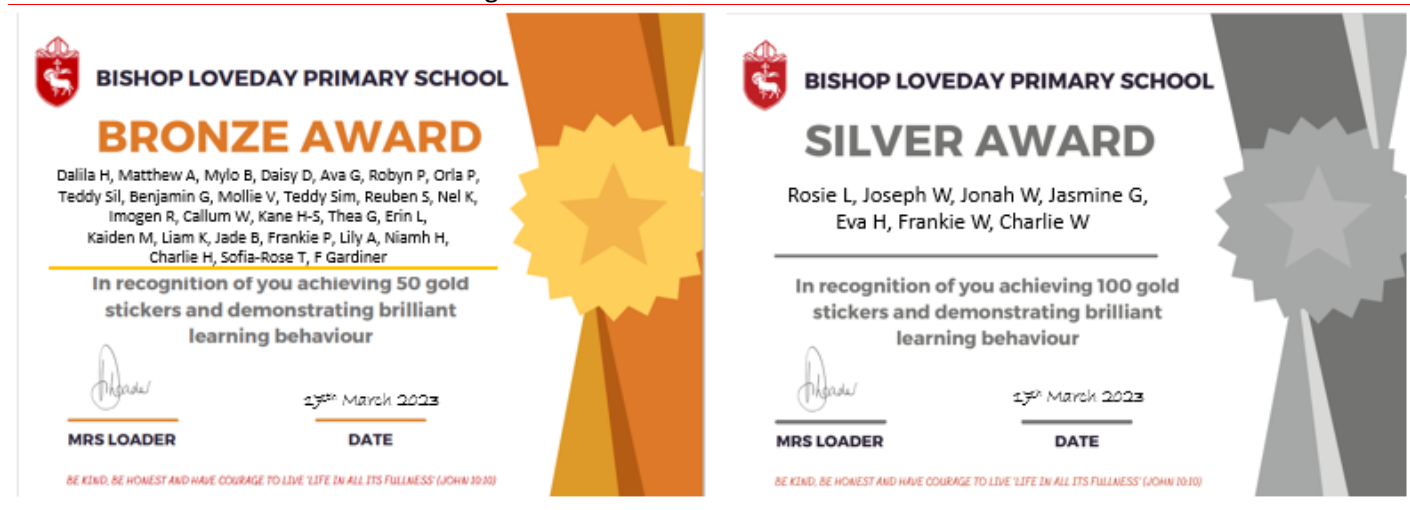 BISHOP LOVEDAY PRIMARY SCHOOL
BRONZE AWARD
Dalila H, Matthew A, Mylo B, Daisy D, Ava G, Robyn P, Orla P,
Teddy Sil, Benjamin G, Mollie V, Teddy Sim, Reuben S, Nel K,
Imogen R, Callum W, Kane H-S, Thea G, Erin L,
Kaiden M, Liam K, Jade B, Frankie P, Lily A, Niamh H,
Charlie H, Sofia-Rose T, F Gardiner
In recognition of you achieving 50 gold
stickers and demonstrating brilliant
learning behaviour
17th March 2023
MRS LOADER
DATE
BE KIND, BE HONEST AND HAVE COURAGE TO LIVE 'LIFE IN ALL ITS FULLNESS' (JOHN 10:10)
BISHOP LOVEDAY PRIMARY SCHOOL
SILVER AWARD
Rosie L, Joseph W, Jonah W, Jasmine G,
Eva H, Frankie W, Charlie W
In recognition of you achieving 100 gold
stickers and demonstrating brilliant
learning behaviour
17th March 2023
MRS LOADER
DATE
BE KIND, BE HONEST AND HAVE COURAGE TO LIVE 'LIFE IN ALL ITS FULLNESS' (JOHN 10:10)